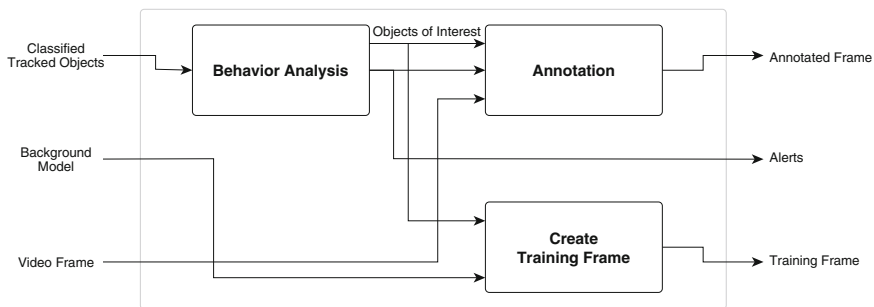 Classified
Tracked Objects
Behavior Analysis
Objects of Interest
Annotation
Annotated Frame
Background
Model
Alerts
Video Frame
Create
Training Frame
Training Frame